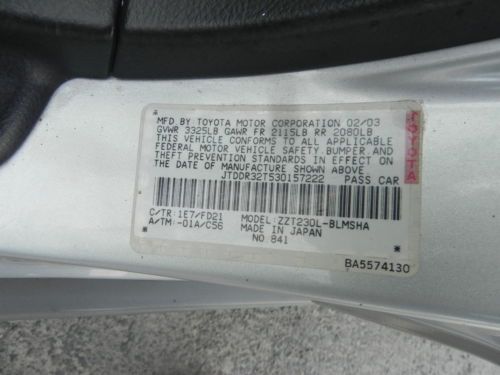 MFD. BY: TOYOTA MOTOR CORPORATION 02/03
GVWR 3325LB GAWR FR 2115LB RR 2080LB
THIS VEHICLE CONFORMS TO ALL APPLICABLE
FEDERAL MOTOR VEHICLE SAFETY, BUMPER AND
THEFT PREVENTION STANDARDS IN EFFECT ON
THE DATE OF MANUFACTURE SHOWN ABOVE.
JTDDR32T530157222 PASS CAR
TOYOTA
C/TR: 1E7/FD21 MODEL: ZZT230L-BLMSHA
A/TM: -01A/C56 MADE IN JAPAN
NO. 841
BA5574130